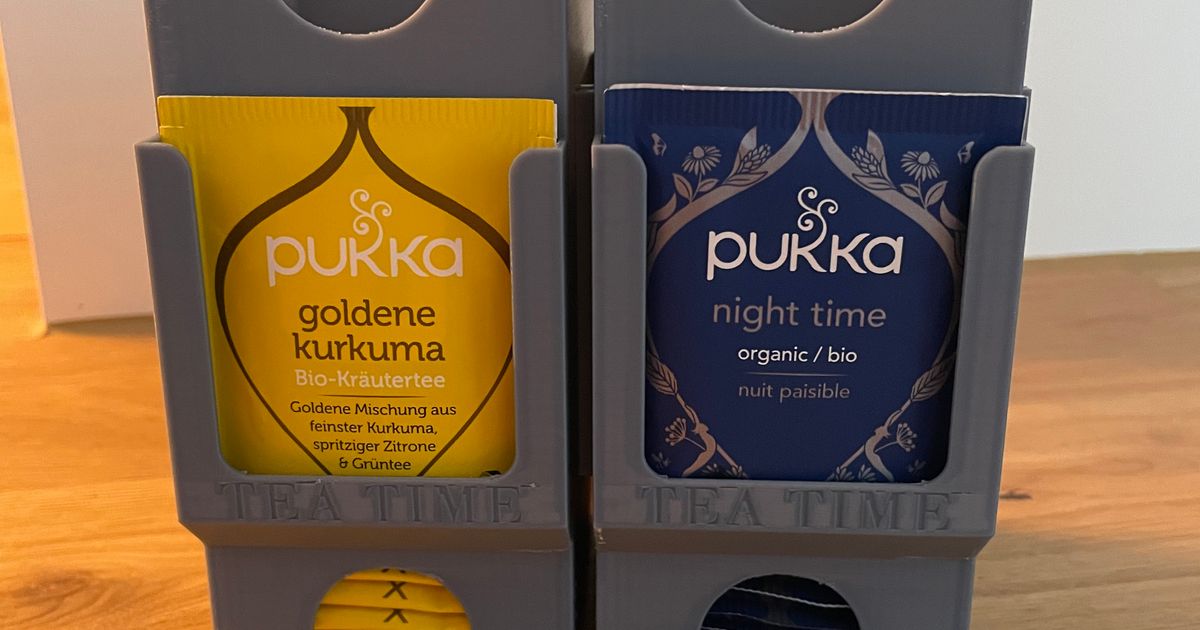 pukka
goldene
kurkuma
Bio-Kräutertee
Goldene Mischung aus
feinster Kurkuma,
spritziger Zitrone
& Grüntee
TEA TIME
pukka
night time
organic / bio
nuit paisible
TEA TIME